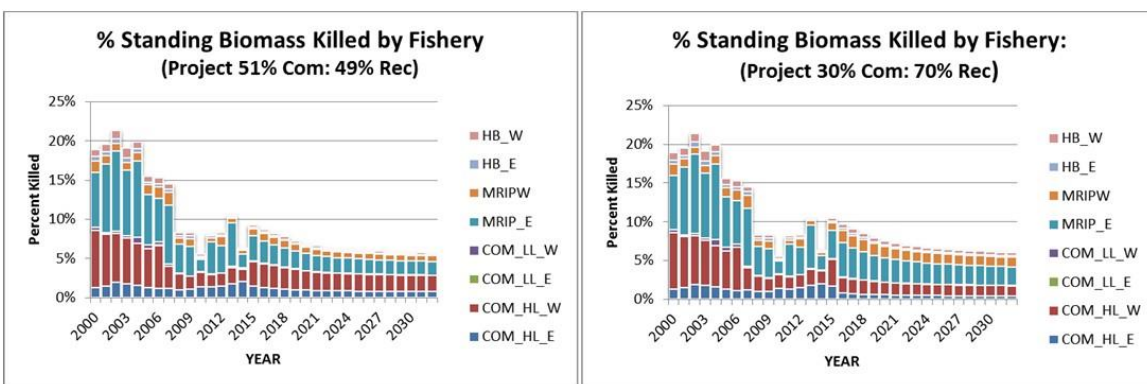 % Standing Biomass Killed by Fishery
(Project 51% Com: 49% Rec)
25%
20%
15%
10%
5%
0%
Percent Killed
2000
2003
2006
2009
2012
2015
2018
2021
2024
2027
2030
YEAR
HB_W
HB_E
MRIPW
MRIP_E
COM_LL_W
COM_LL_E
COM_HL_W
COM_HL_E
% Standing Biomass Killed by Fishery:
(Project 30% Com: 70% Rec)
25%
20%
15%
10%
5%
0%
Percent Killed
2000
2003
2006
2009
2012
2015
2018
2021
2024
2027
2030
YEAR
HB_W
HB_E
MRIPW
MRIP_E
COM_LL_W
COM_LL_E
COM_HL_W
COM_HL_E